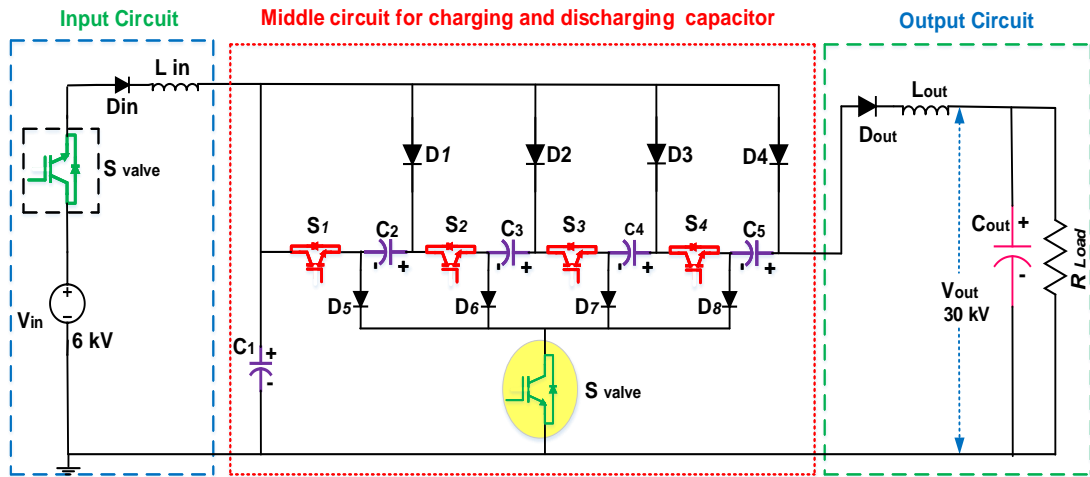 Input Circuit
Middle circuit for charging and discharging capacitor
Output Circuit
L in
Din
S valve
Vin
6 kV
D1
D2
D3
D4
S1
C2
S2
C3
S3
C4
S4
C5
- +
- +
- +
- +
D5
D6
D7
D8
C1
+
-
S valve
Lout
Dout
Cout
+
-
R Load
Vout
30 kV
+
-